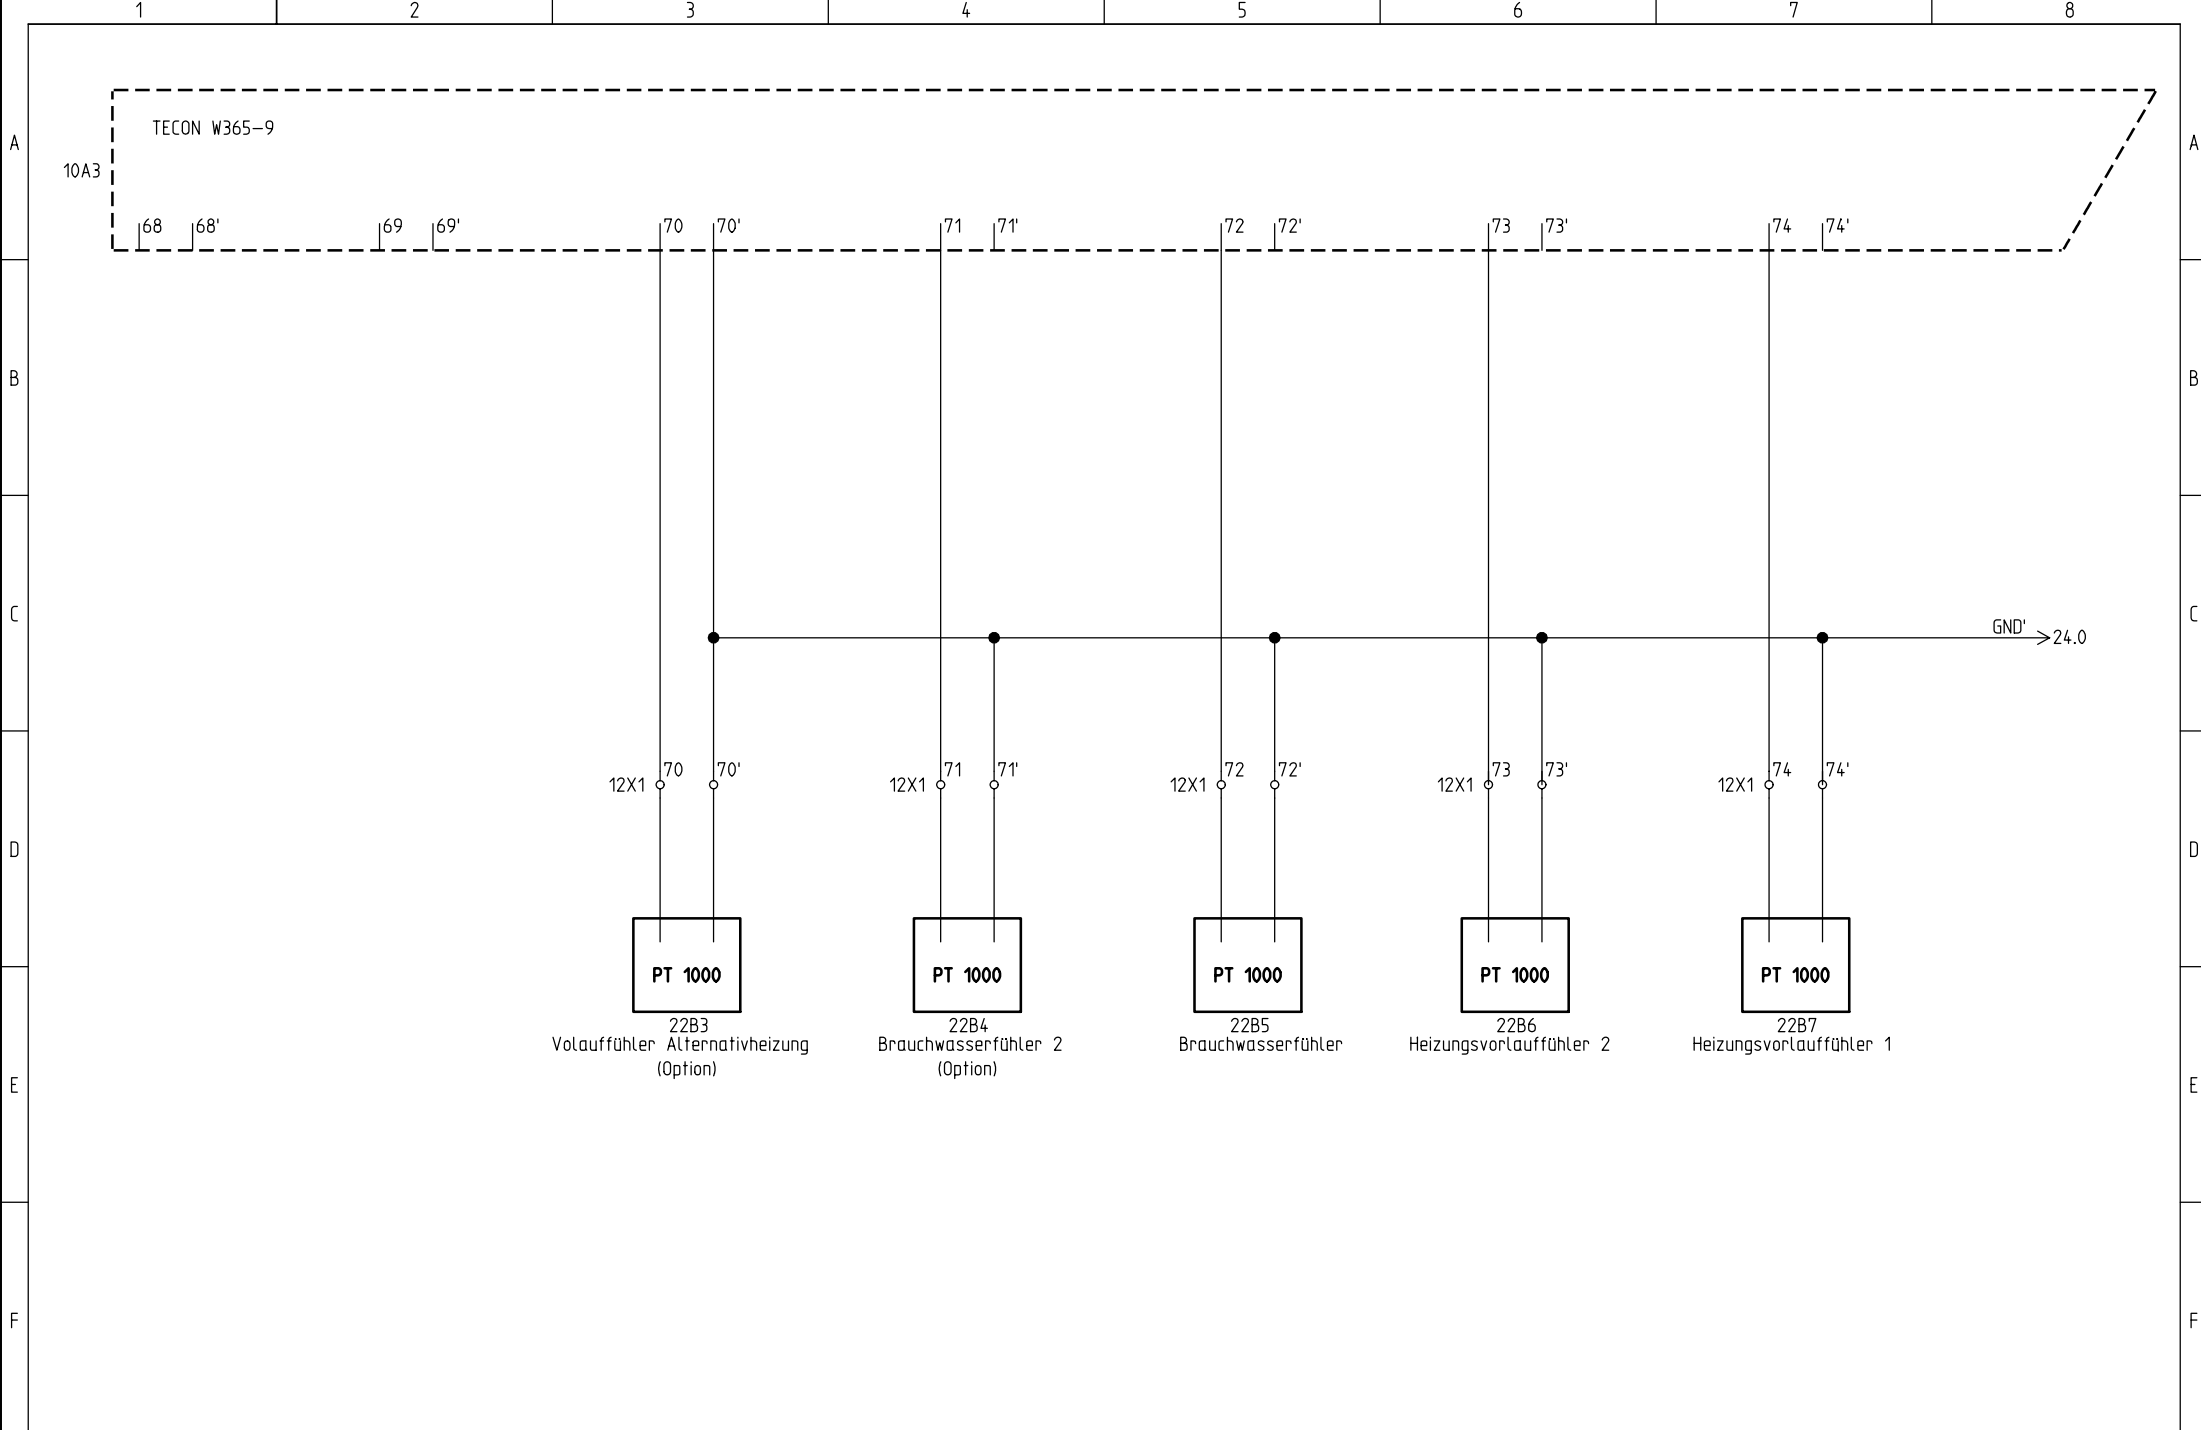 1 2 3 4 5 6 7 8
TECON W365-9
A A
10A3
68 68' 69 69' 70 70' 71 71' 72 72' 73 73' 74 74'
B B
C C
GND'
24.0
70 70' 71 71' 72 72' 73 73' 74 74'
12X1 12X1 12X1 12X1 12X1
D D
PT 1000 PT 1000 PT 1000 PT 1000 PT 1000
22B3 22B4 22B5 22B6 22B7
Volauffühler Alternativheizung Brauchwasserfühler 2 Brauchwasserfühler Heizungsvorlauffühler 2 Heizungsvorlauffühler 1
(Option) (Option)
E E
F F